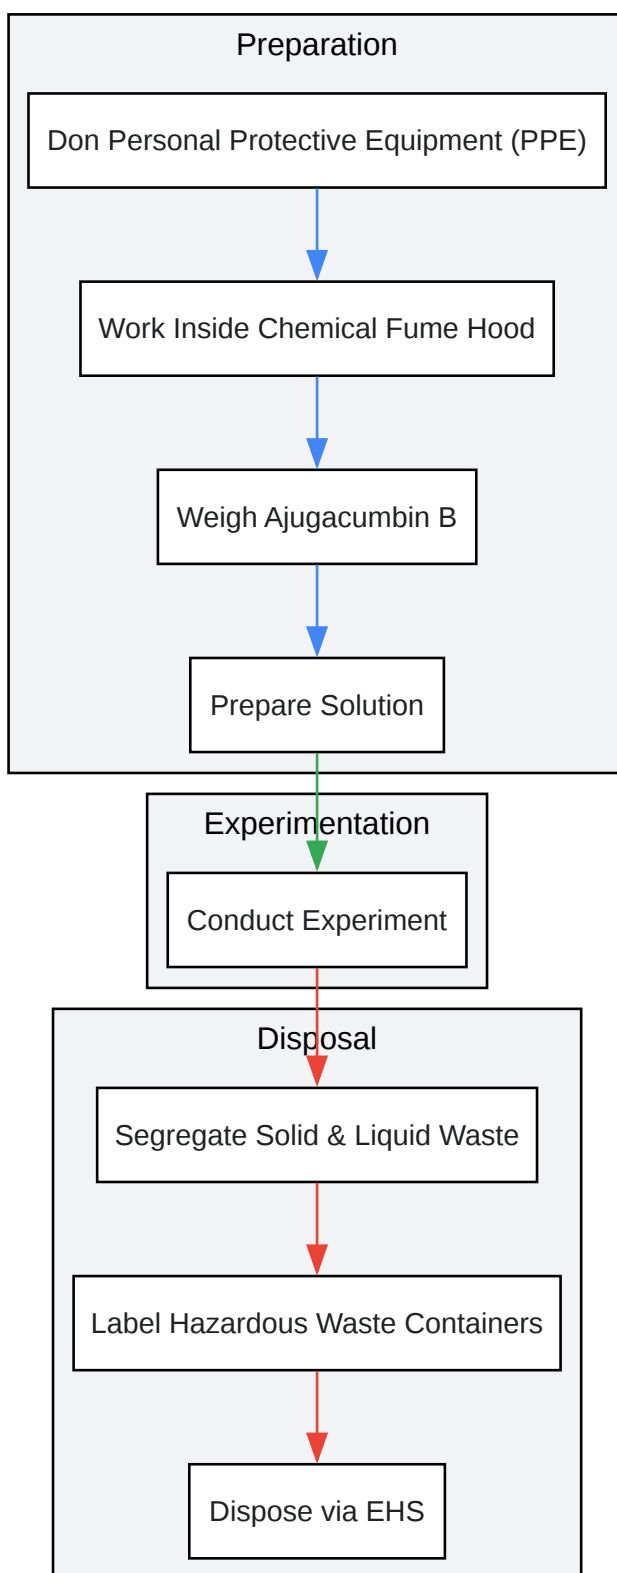 Preparation
Don Personal Protective Equipment (PPE)
Work Inside Chemical Fume Hood
Weigh Ajugacumbin B
Prepare Solution
Experimentation
Conduct Experiment
Disposal
Segregate Solid & Liquid Waste
Label Hazardous Waste Containers
Dispose via EHS